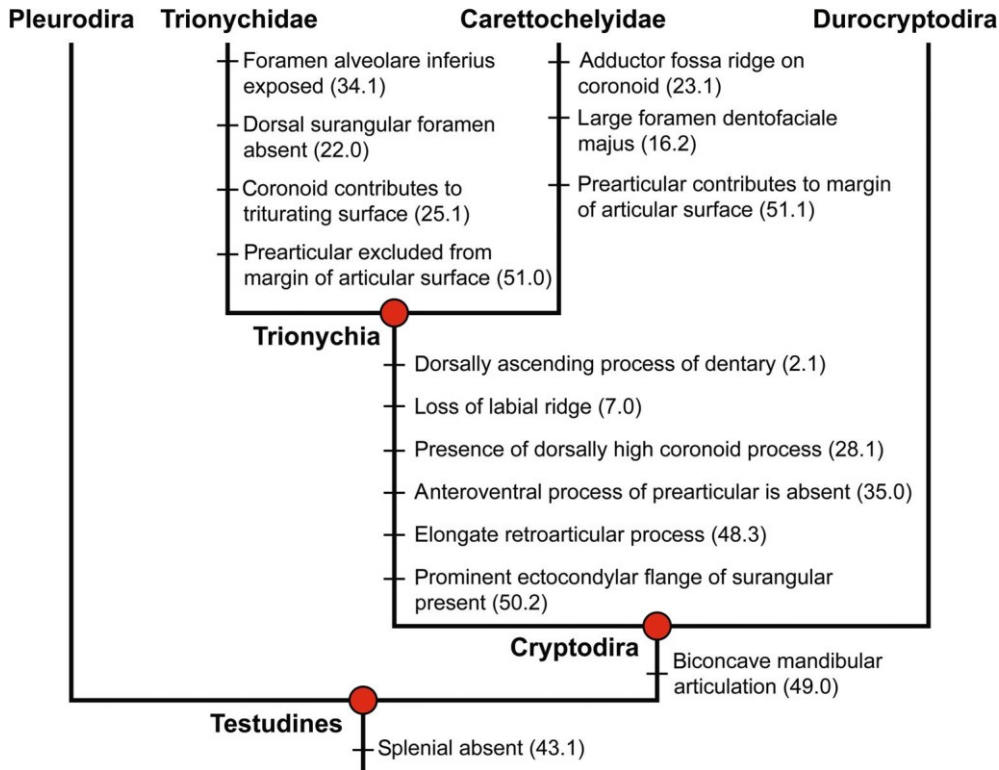 Pleurodira
Trionychidae
Carettochelyidae
Durocryptodira
Foramen alveolare inferius
exposed (34.1)
Dorsal surangular foramen
absent (22.0)
Coronoid contributes to
triturating surface (25.1)
Prearticular excluded from
margin of articular surface (51.0)
Adductor fossa ridge on
coronoid (23.1)
Large foramen dentofaciale
majus (16.2)
Prearticular contributes to margin
of articular surface (51.1)
Trionychia
Dorsally ascending process of dentary (2.1)
Loss of labial ridge (7.0)
Presence of dorsally high coronoid process (28.1)
Anteroventral process of prearticular is absent (35.0)
Elongate retroarticular process (48.3)
Prominent ectocondylar flange of surangular
present (50.2)
Cryptodira
Biconcave mandibular
articulation (49.0)
Testudines
Splenial absent (43.1)